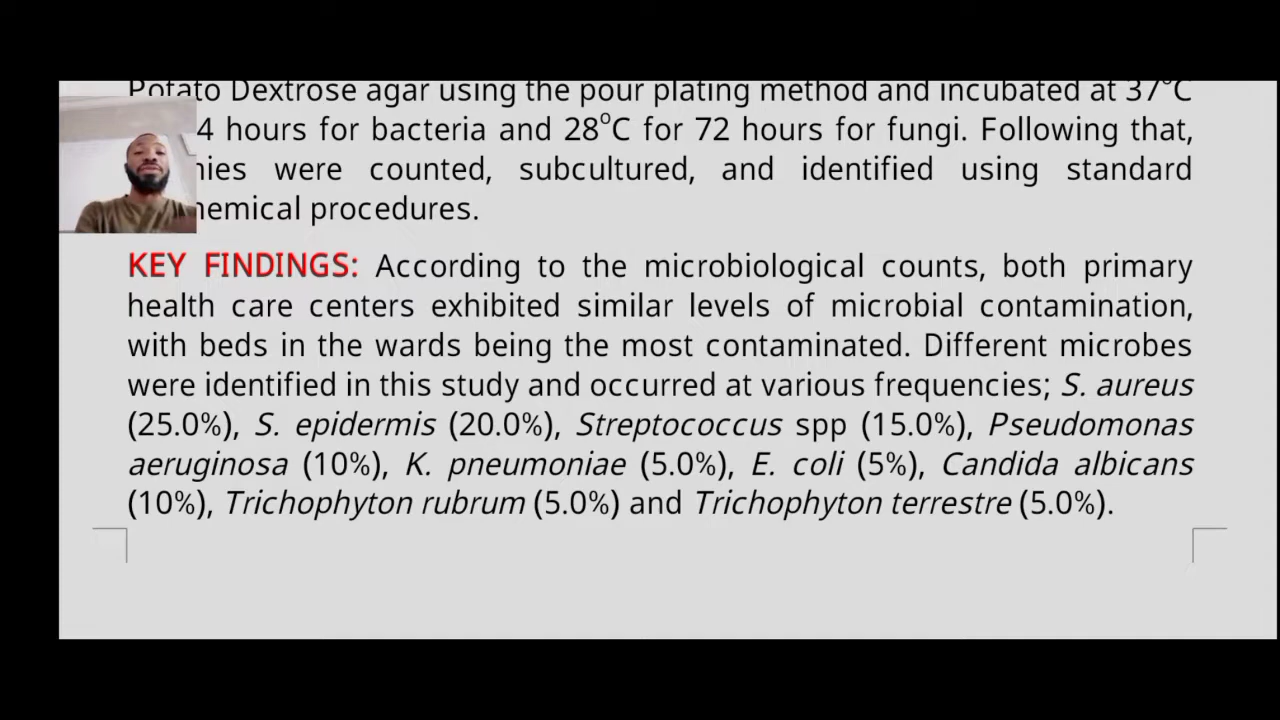 Potato Dextrose agar using the pour plating method and incubated at 37°C
4 hours for bacteria and 28°C for 72 hours for fungi. Following that,
were counted, subcultured, and identified using standard
procedures.
KEY FINDINGS: According to the microbiological counts, both primary
health care centers exhibited similar levels of microbial contamination,
with beds in the wards being the most contaminated. Different microbes
were identified in this study and occurred at various frequencies; S. aureus
(25.0%), S. epidermis (20.0%), Streptococcus spp (15.0%), Pseudomonas
aeruginosa (10%), K. pneumoniae (5.0%), E. coli (5%), Candida albicans
(10%), Trichophyton rubrum (5.0%) and Trichophyton terrestre (5.0%).